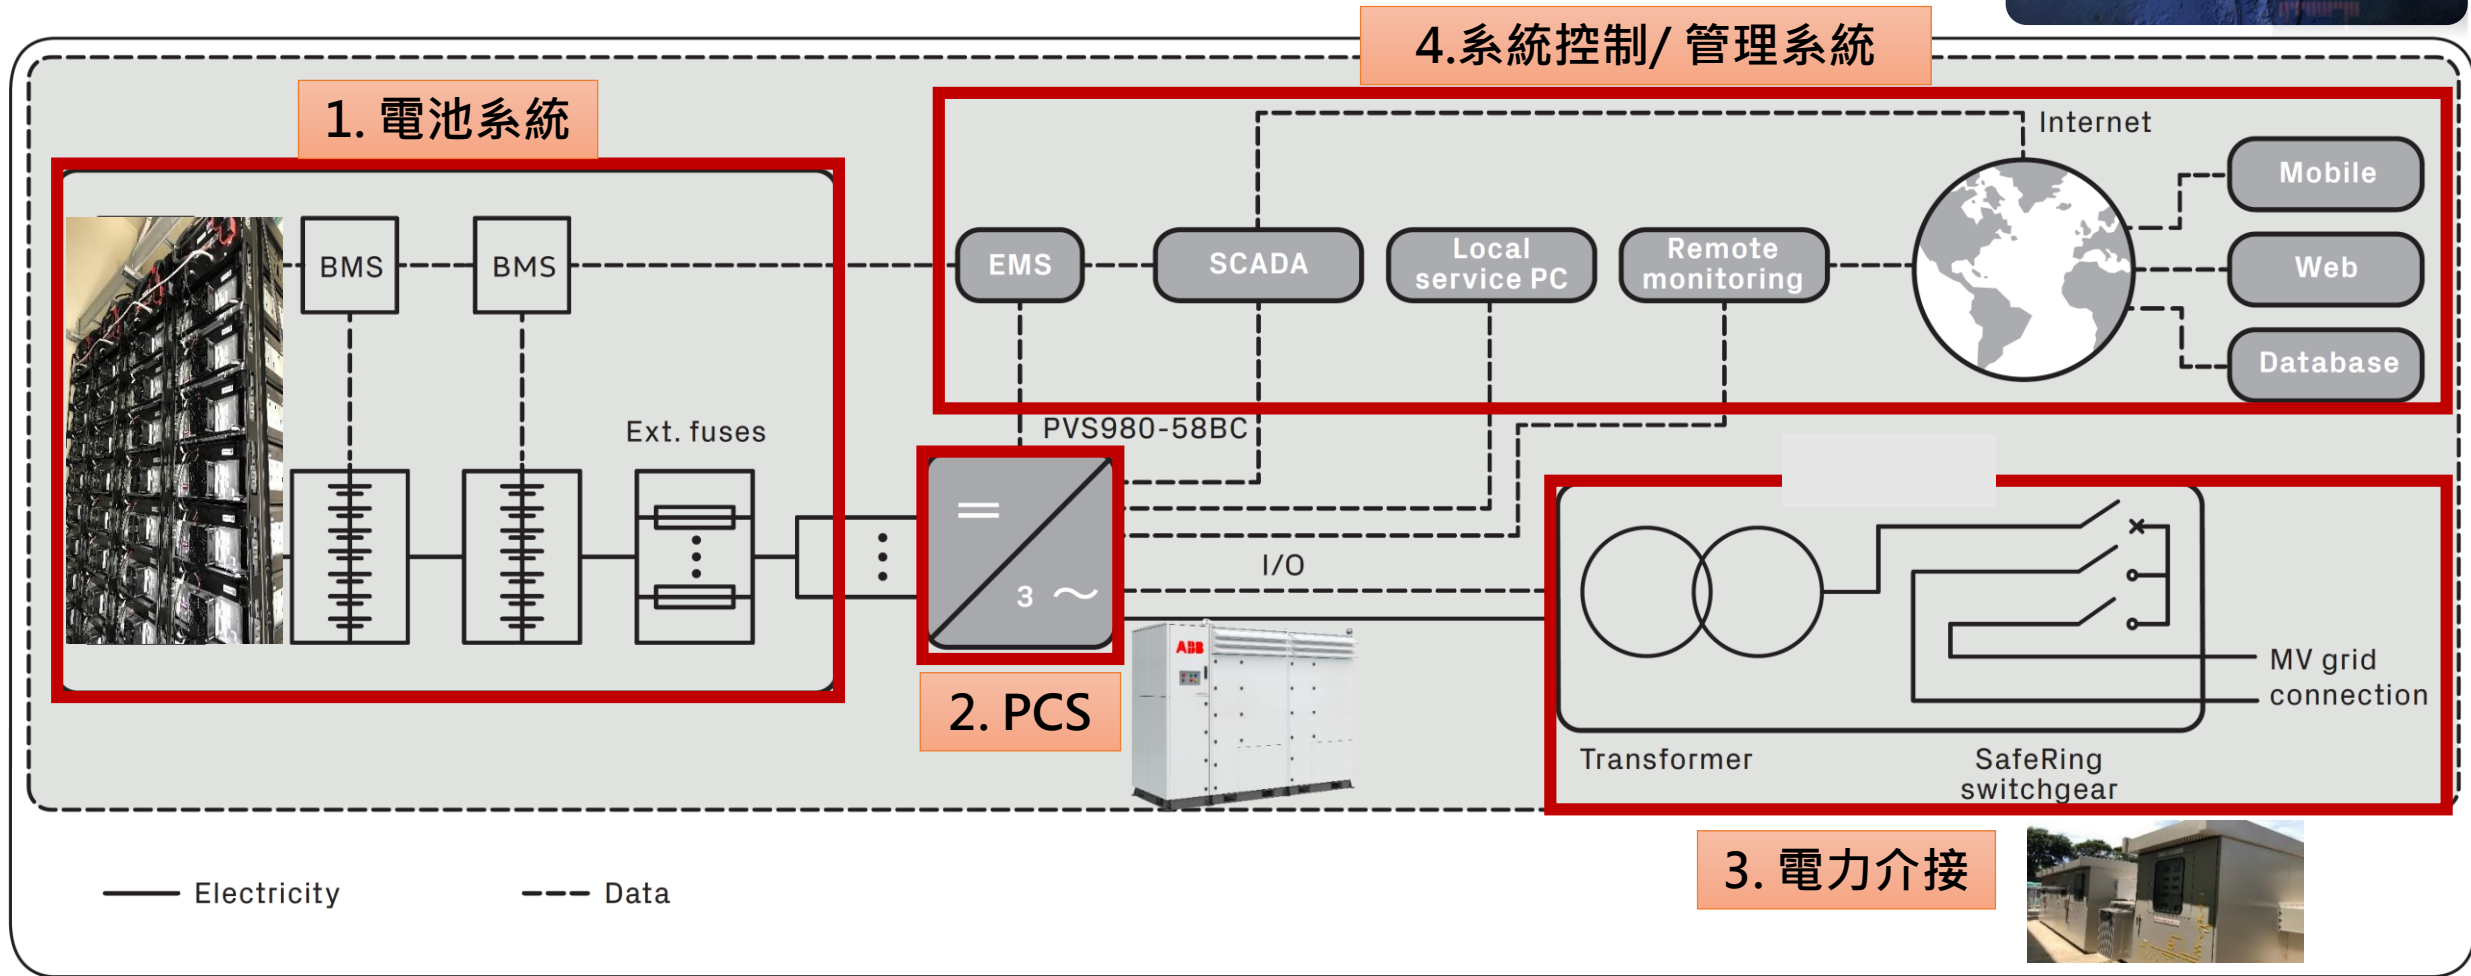 4.系統控制/ 管理系統
1. 電池系統
Internet
Mobile
BMS
BMS
EMS
SCADA
Local
service PC
Remote
monitoring
Web
Database
Ext. fuses
PVS980-58BC
3
I/O
ABB
2. PCS
MV grid
connection
Transformer
SafeRing
switchgear
3. 電力介接
Electricity
Data